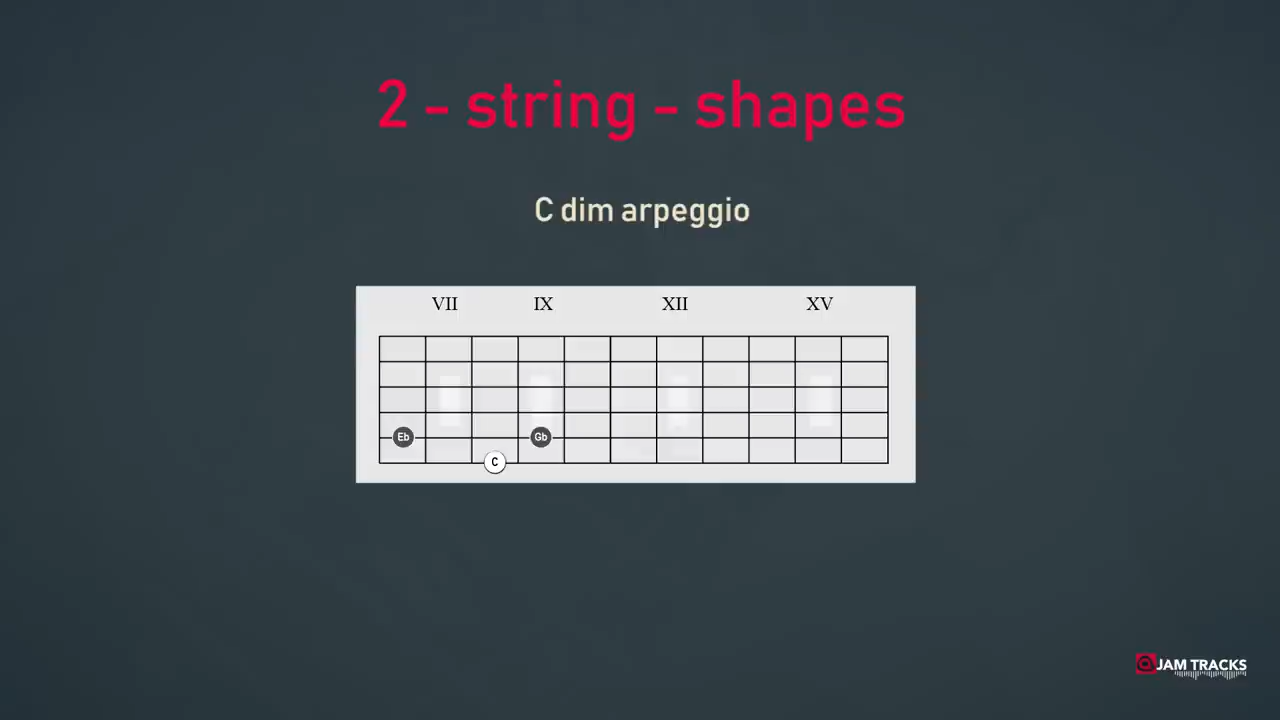 2 - string - shapes
C dim arpeggio
VII IX XII XV
Eb Gb
C
JAM TRACKS